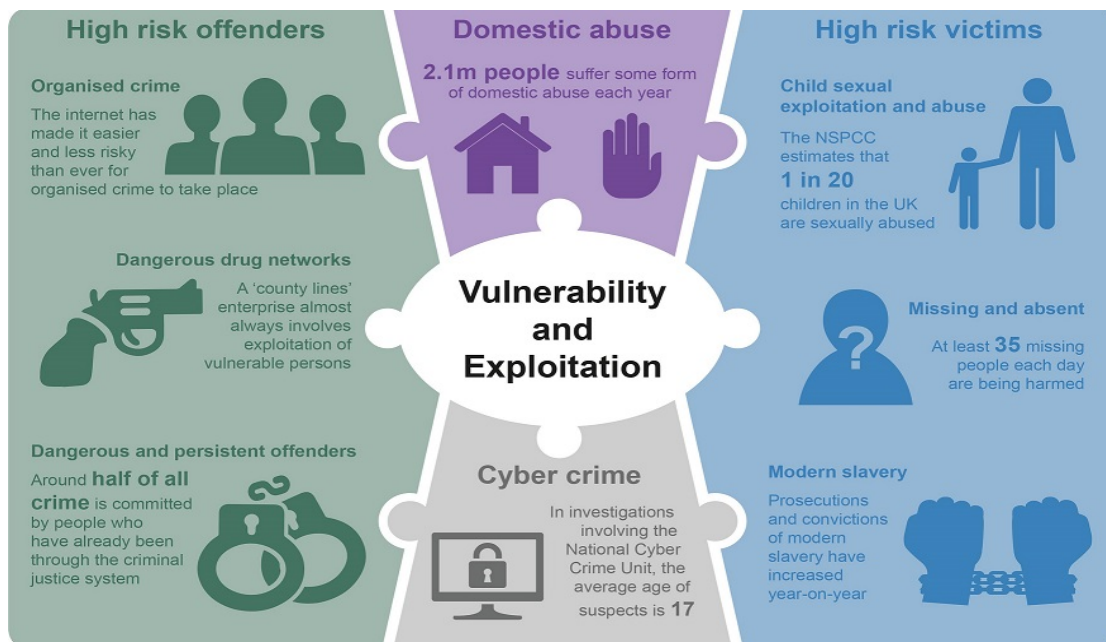 High risk offenders
Organised crime
The internet has
made it easier
and less risky
than ever for
organised crime to take place
Dangerous drug networks
A ‘county lines’
enterprise almost
always involves
exploitation of
vulnerable persons
Dangerous and persistent offenders
Around half of all
crime is committed
by people who
have already been
through the criminal
justice system
Domestic abuse
2.1m people suffer some form
of domestic abuse each year
Vulnerability
and
Exploitation
Cyber crime
In investigations
involving the
National Cyber
Crime Unit, the
average age of
suspects is 17
High risk victims
Child sexual
exploitation and abuse
The NSPCC
estimates that
1 in 20
children in the UK
are sexually abused
?
Missing and absent
At least 35 missing
people each day
are being harmed
Modern slavery
Prosecutions
and convictions
of modern
slavery have
increased
year-on-year